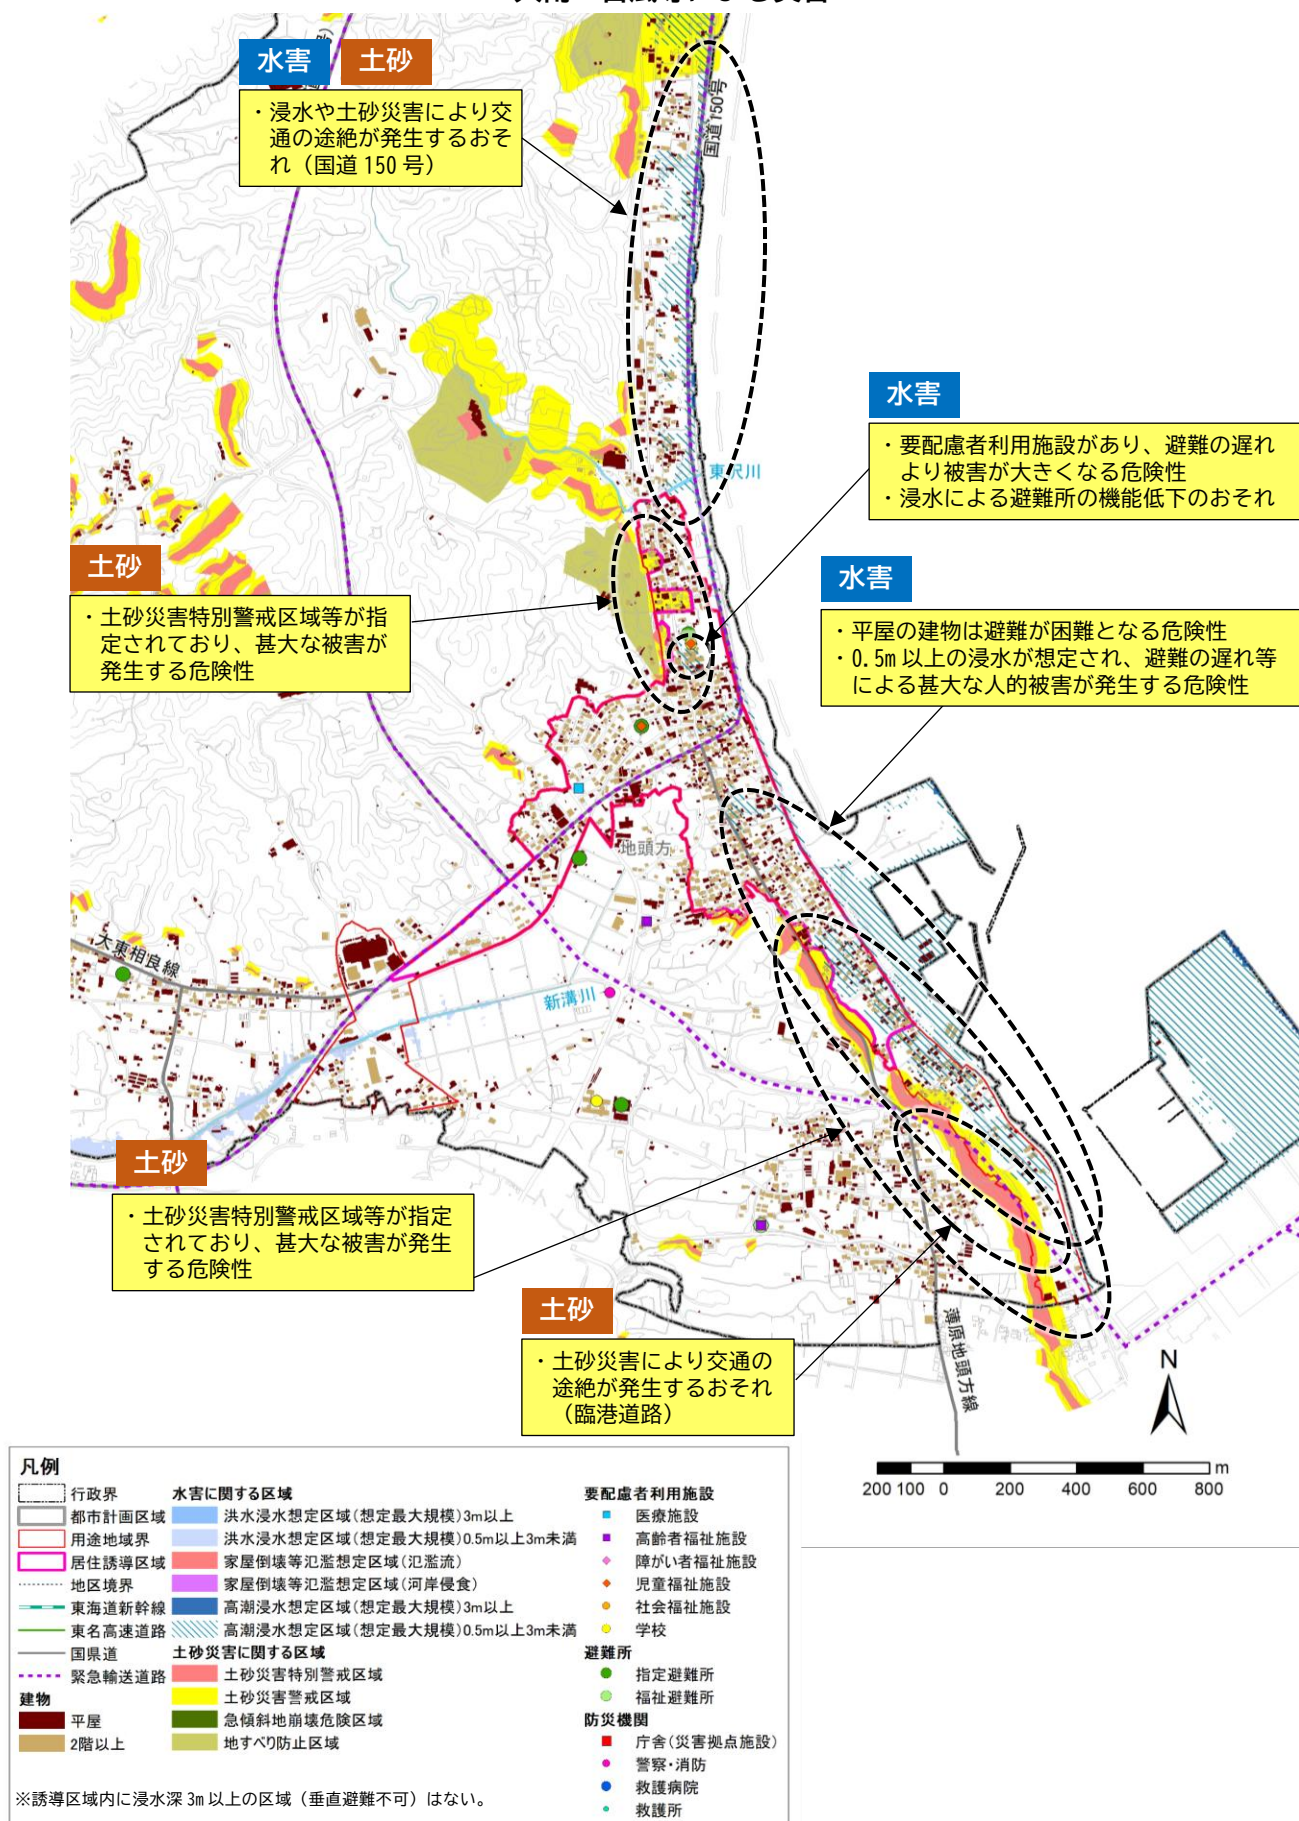 水害 土砂
・浸水や土砂災害により交
通の途絶が発生するおそ
れ（国道 150 号）
国道150号
水害
・要配慮者利用施設があり、避難の遅れ
より被害が大きくなる危険性
・浸水による避難所の機能低下のおそれ
東沢川
土砂
・土砂災害特別警戒区域等が指
定されており、甚大な被害が
発生する危険性
水害
・平屋の建物は避難が困難となる危険性
・0.5m 以上の浸水が想定され、避難の遅れ等
による甚大な人的被害が発生する危険性
地頭方
大東相良線
新溝川
土砂
・土砂災害特別警戒区域等が指定
されており、甚大な被害が発生
する危険性
土砂
・土砂災害により交通の
途絶が発生するおそれ
（臨港道路）
薄原地頭方線
N
200 100 0 200 400 600 800 m
凡例
行政界
都市計画区域
用途地域界
居住誘導区域
地区境界
東海道新幹線
東名高速道路
国県道
緊急輸送道路
建物
平屋
2階以上
水害に関する区域
洪水浸水想定区域(想定最大規模)3m以上
洪水浸水想定区域(想定最大規模)0.5m以上3m未満
家屋倒壊等氾濫想定区域(氾濫流)
家屋倒壊等氾濫想定区域(河岸侵食)
高潮浸水想定区域(想定最大規模)3m以上
高潮浸水想定区域(想定最大規模)0.5m以上3m未満
土砂災害に関する区域
土砂災害特別警戒区域
土砂災害警戒区域
急傾斜地崩壊危険区域
地すべり防止区域
要配慮者利用施設
医療施設
高齢者福祉施設
障がい者福祉施設
児童福祉施設
社会福祉施設
学校
避難所
指定避難所
福祉避難所
防災機関
庁舎(災害拠点施設)
警察・消防
救護病院
救護所
※誘導区域内に浸水深 3m 以上の区域（垂直避難不可）はない。